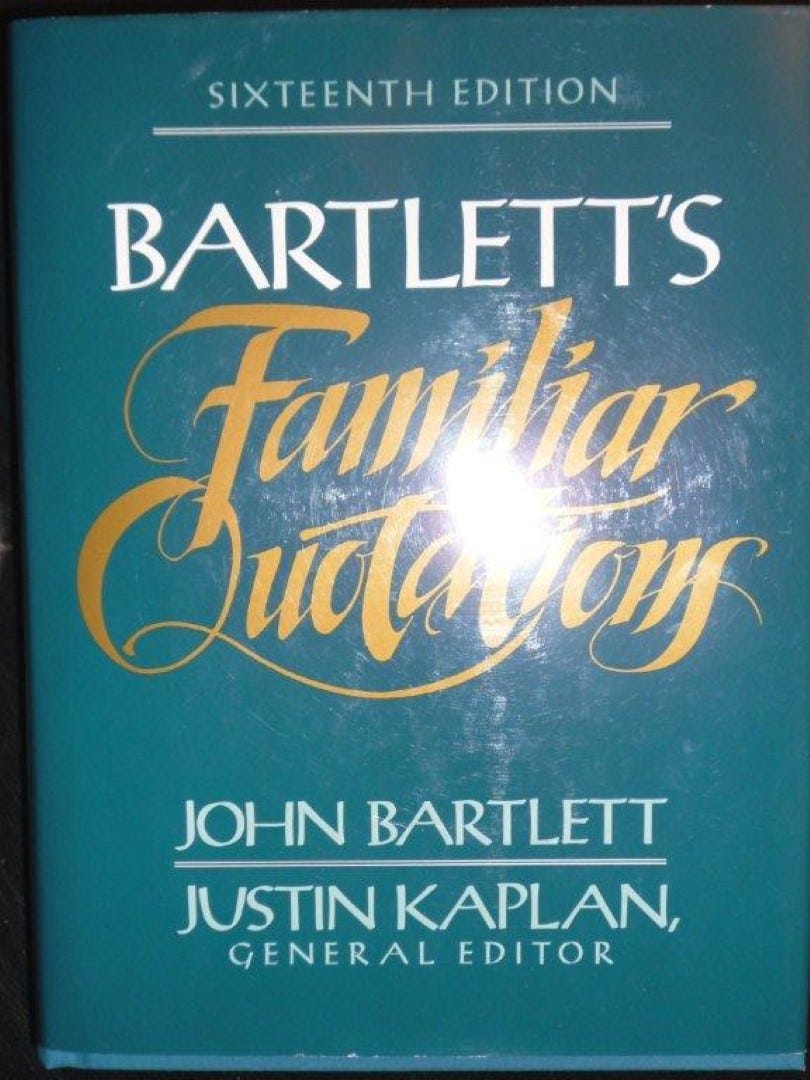 SIXTEENTH EDITION
BARTLETT'S
Familiar
Quotations
JOHN BARTLETT
JUSTIN KAPLAN,
GENERAL EDITOR